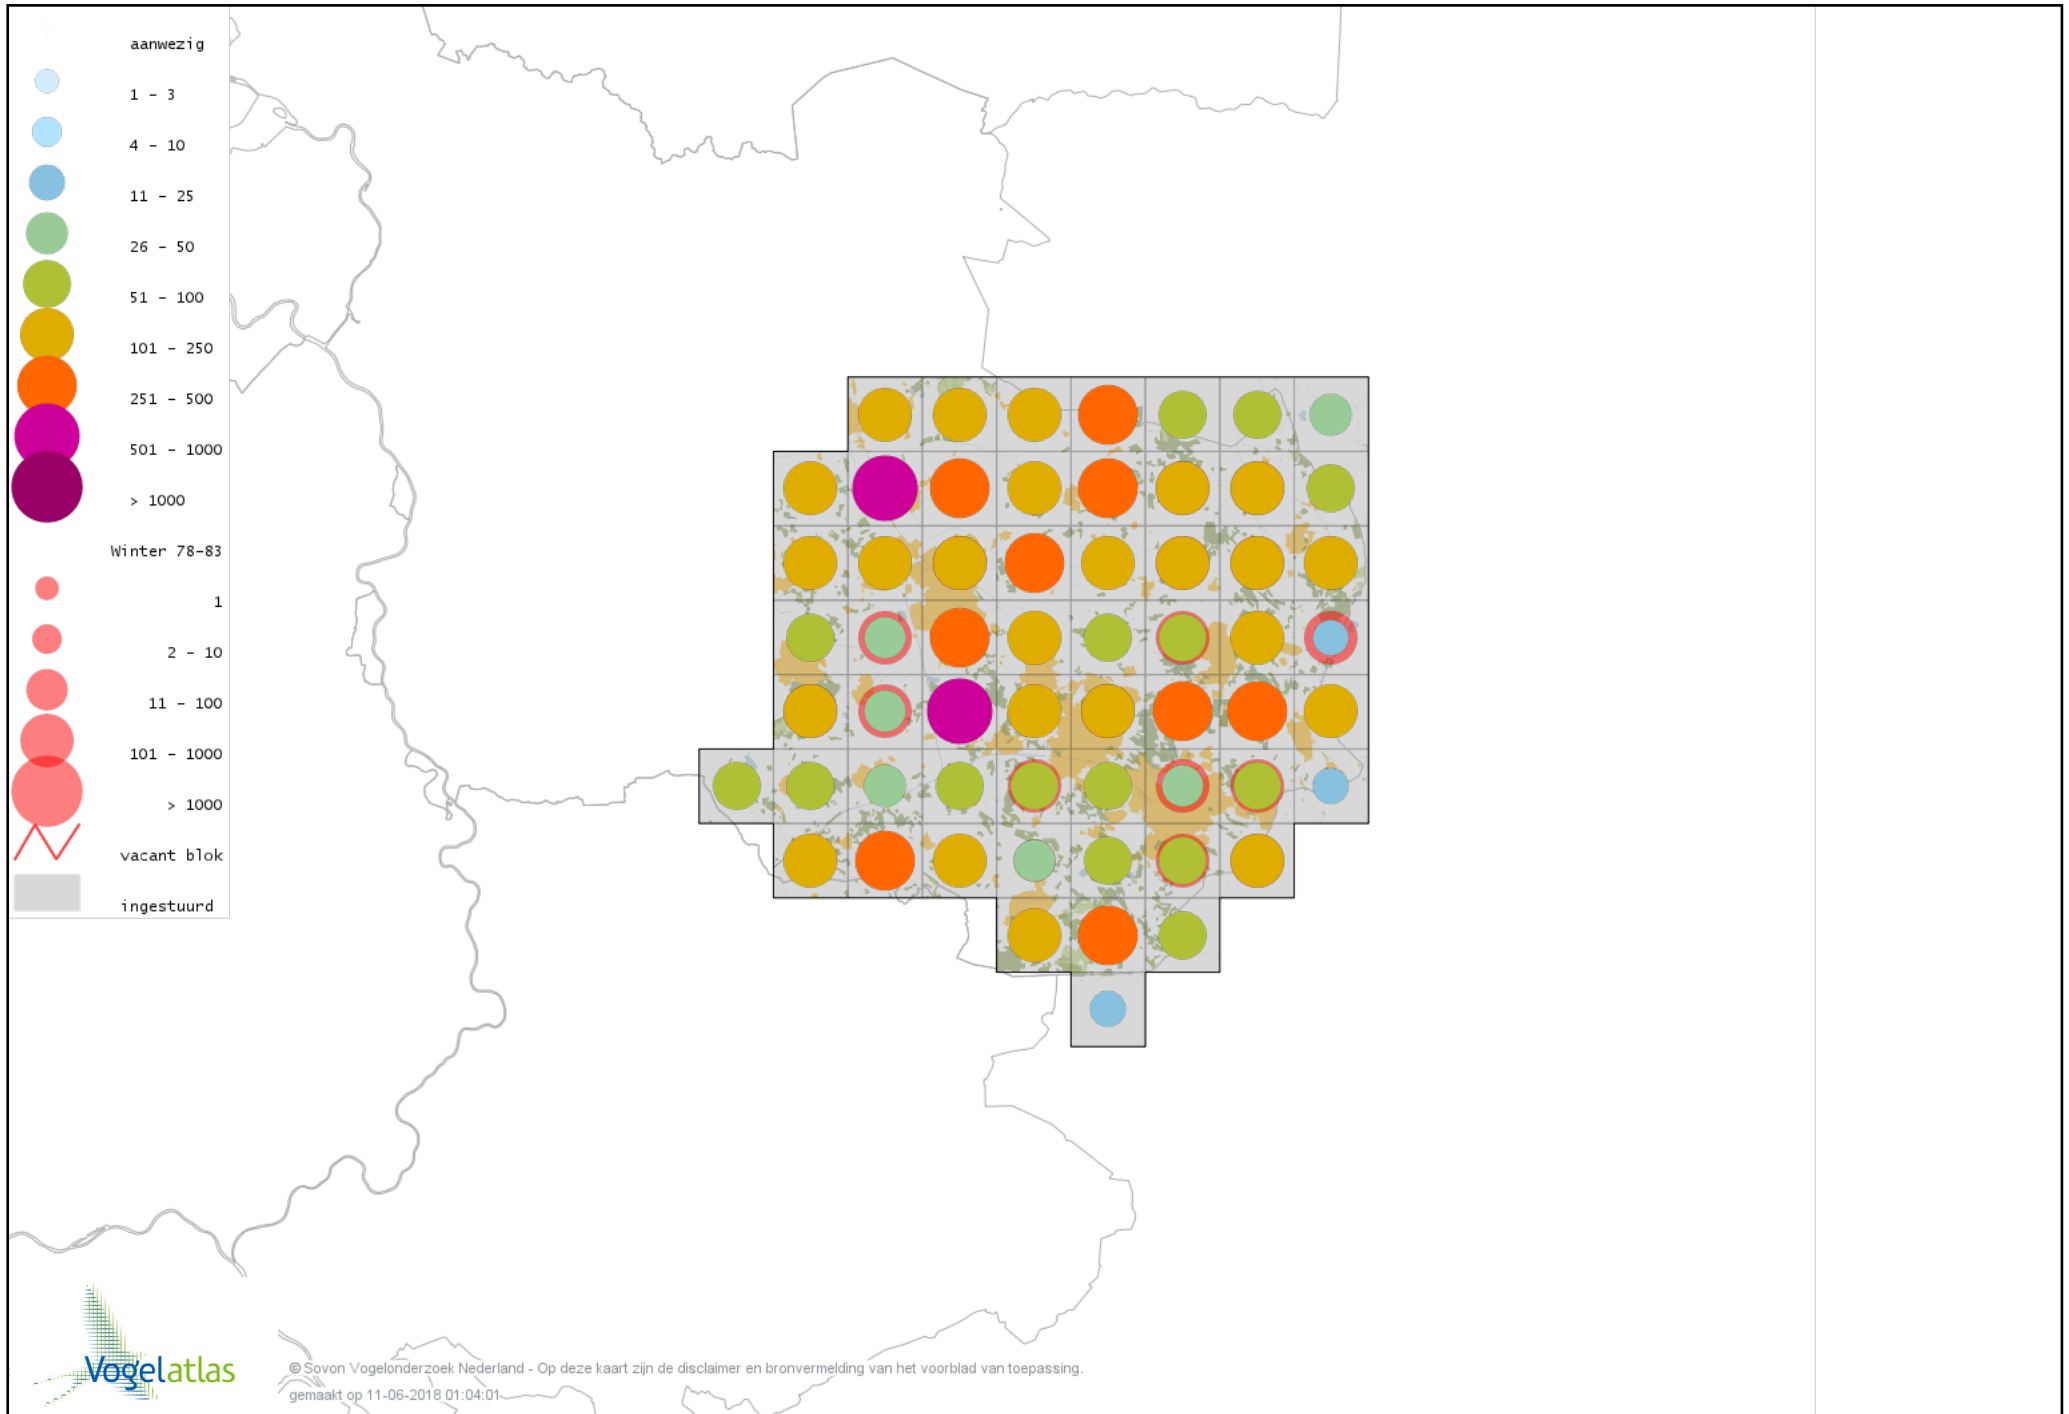 aanwezig
1 - 3
4 - 10
11 - 25
26 - 50
51 - 100
101 - 250
251 - 500
501 - 1000
> 1000
Winter 78-83
1
2 - 10
11 - 100
101 - 1000
> 1000
vacant blok
ingestuurd
Vogelatlas
© Sovon Vogelonderzoek Nederland - Op deze kaart zijn de disclaimer en bronvermelding van het voorblad van toepassing.
gemaakt op 11-06-2018 01:04:01